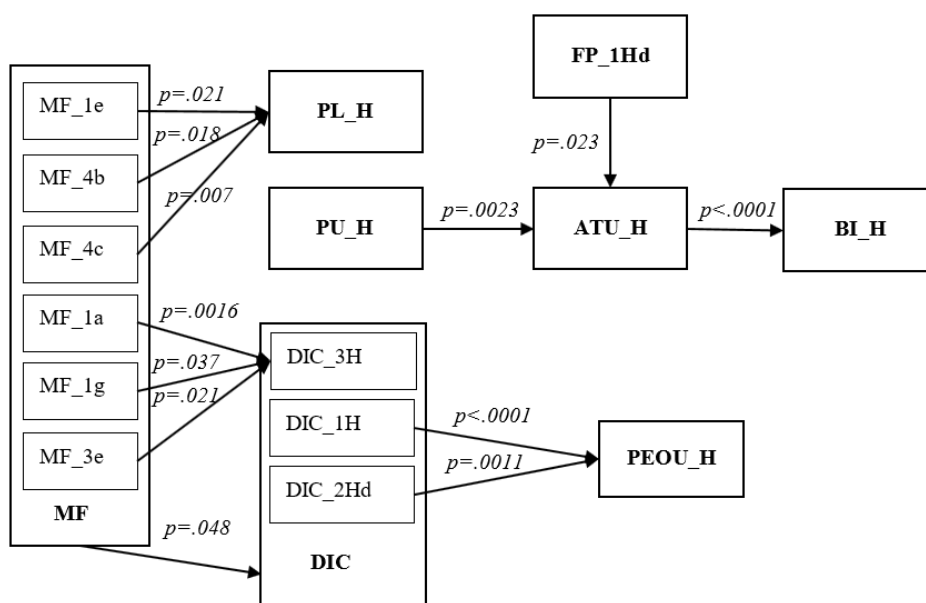 FP_1Hd
MF_1e
p=.021
PL_H
p=.018
p=.023
MF_4b
p=.007
PU_H
p=.0023
ATU_H
p<.0001
BI_H
MF_4c
MF_1a
p=.0016
DIC_3H
p=.037
MF_1g
p=.021
DIC_1H
p<.0001
MF_3e
PEOU_H
p=.0011
DIC_2Hd
MF
p=.048
DIC